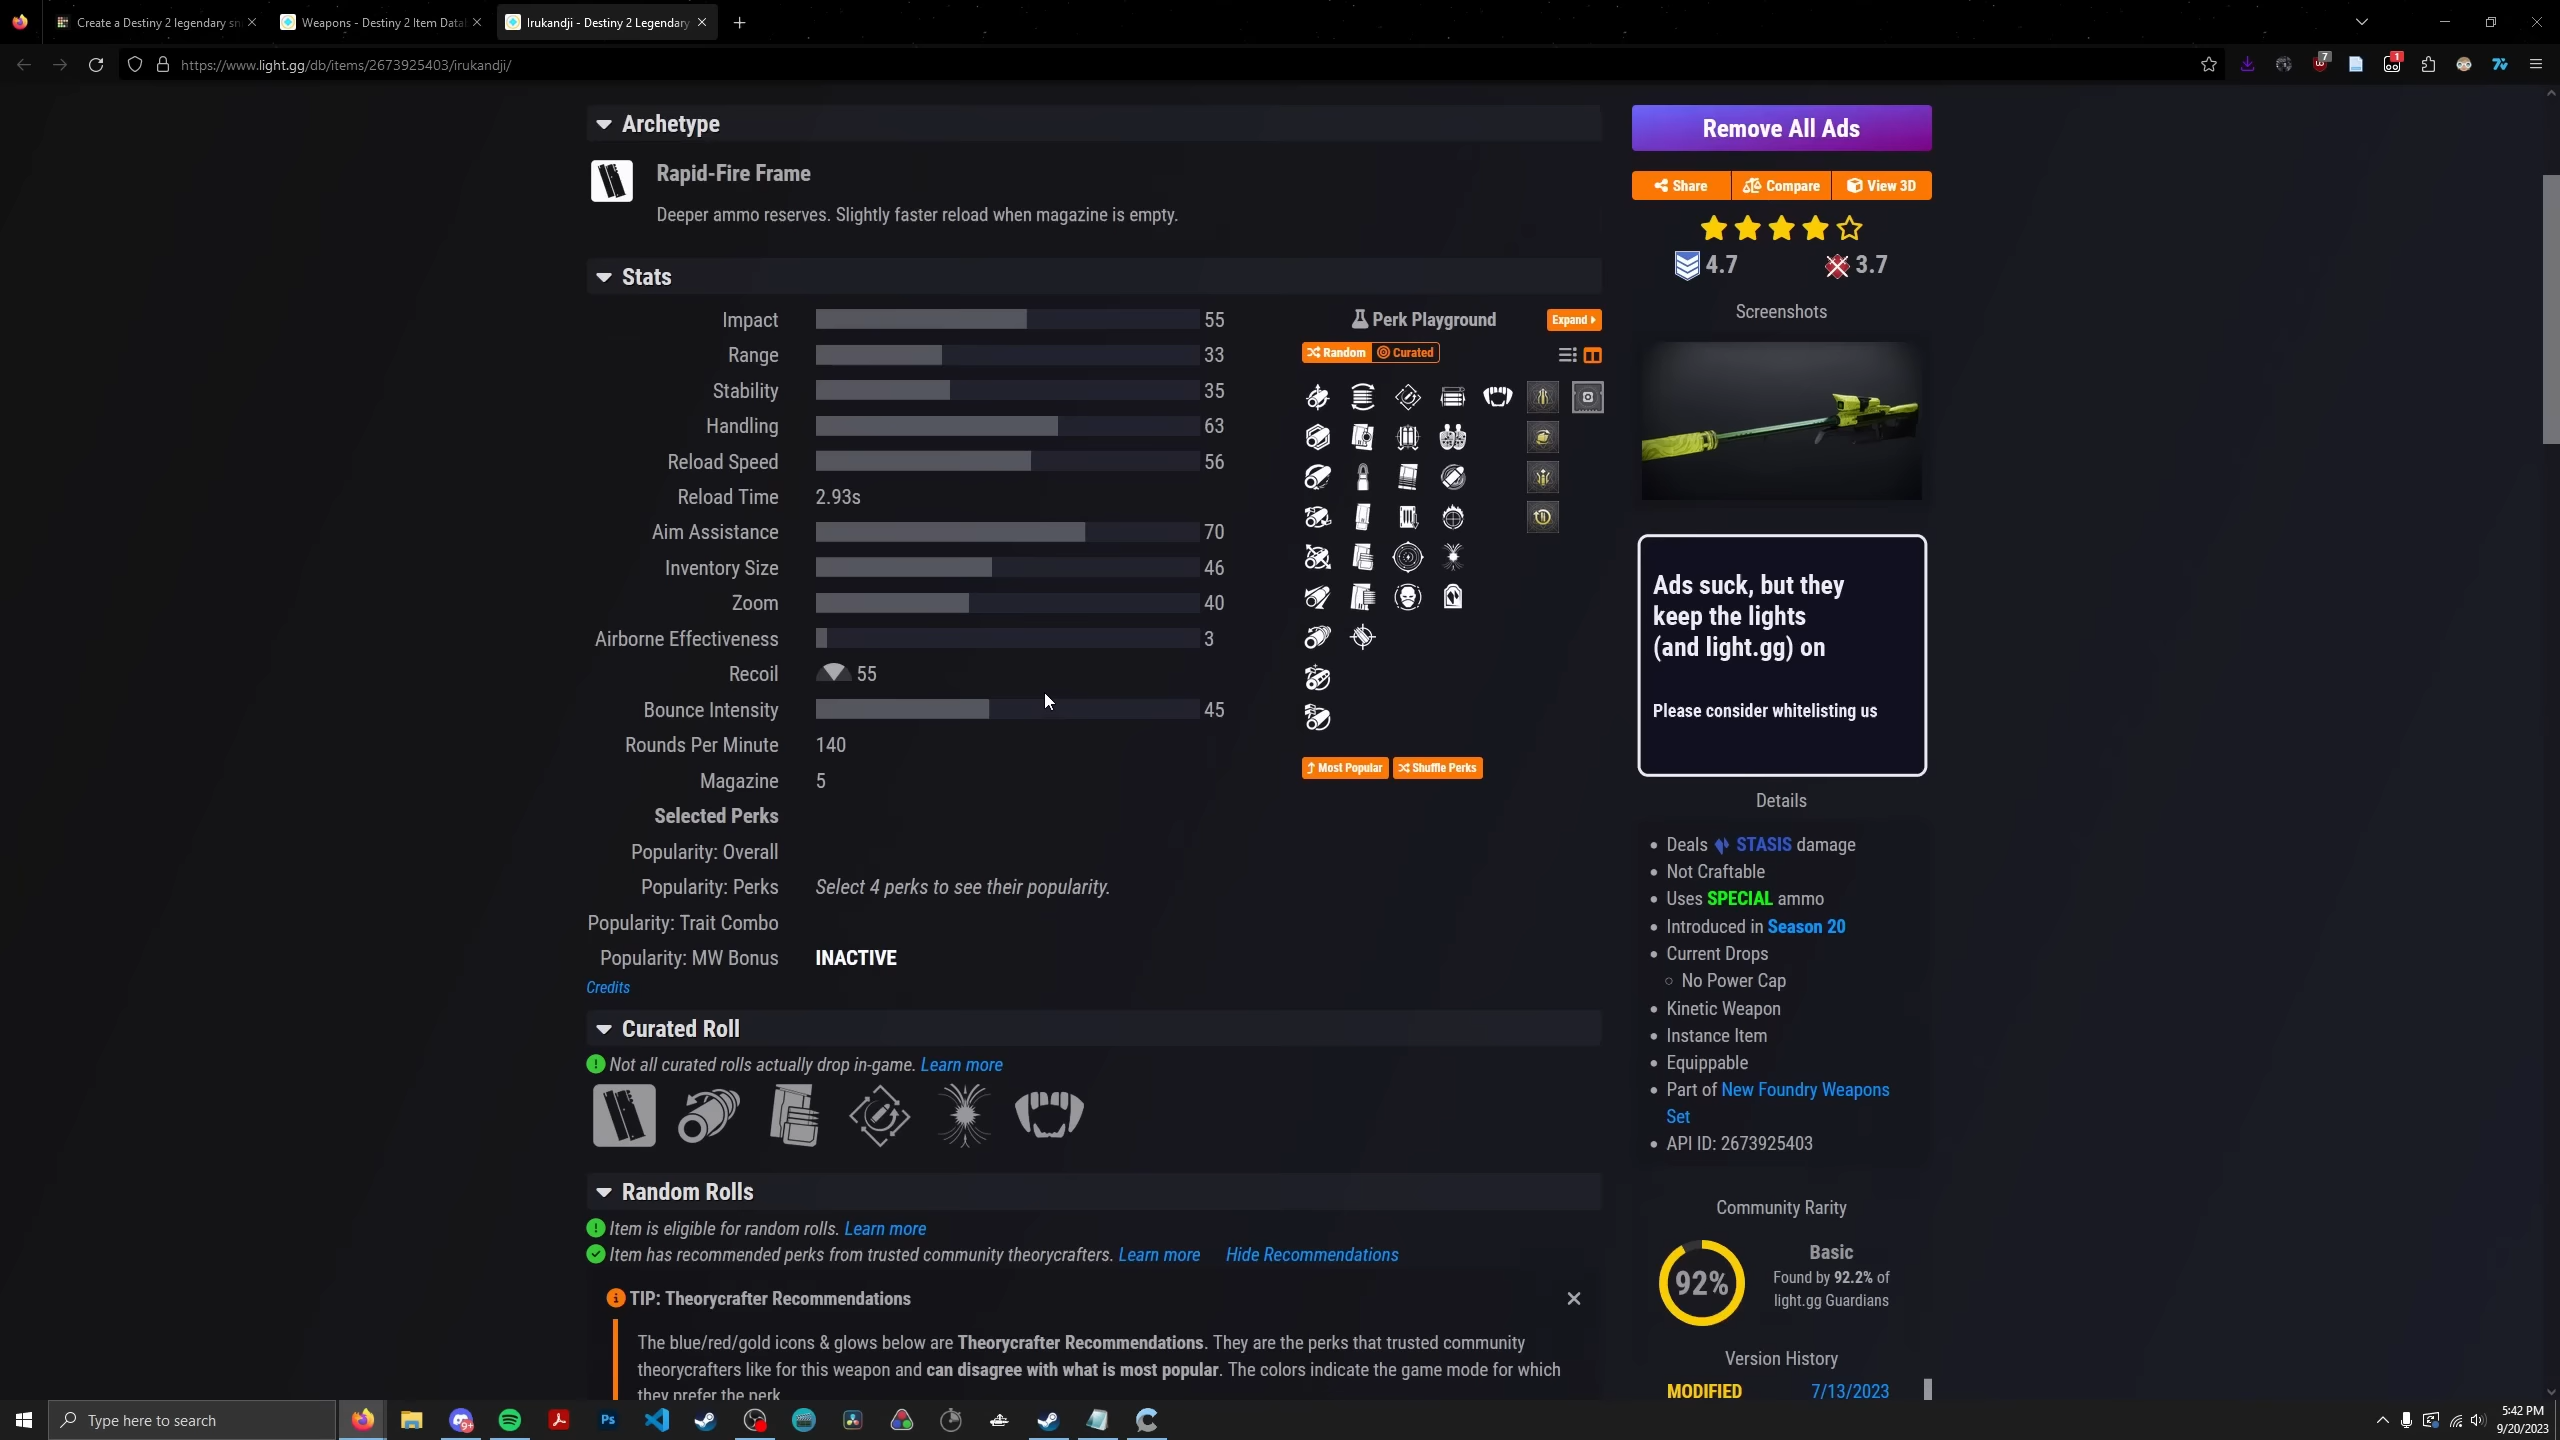 Create a Destiny 2 legendary sn
Weapons - Destiny 2 Item Data
Irukandji - Destiny 2 Legendary
https://www.light.gg/db/items/2673925403/irukandji/
7
1
Archetype
Rapid-Fire Frame
Deeper ammo reserves. Slightly faster reload when magazine is empty.
Stats
Impact 55
Range 33
Stability 35
Handling 63
Reload Speed 56
Reload Time 2.93s
Aim Assistance 70
Inventory Size 46
Zoom 40
Airborne Effectiveness 3
Recoil 55
Bounce Intensity 45
Rounds Per Minute 140
Magazine 5
Selected Perks
Popularity: Overall
Popularity: Perks Select 4 perks to see their popularity.
Popularity: Trait Combo
Popularity: MW Bonus INACTIVE
Credits
Perk Playground
Expand
Random Curated
Most Popular Shuffle Perks
Curated Roll
Not all curated rolls actually drop in-game. Learn more
Random Rolls
Item is eligible for random rolls. Learn more
Item has recommended perks from trusted community theorycrafters. Learn more Hide Recommendations
TIP: Theorycrafter Recommendations
The blue/red/gold icons & glows below are Theorycrafter Recommendations. They are the perks that trusted community
theorycrafters like for this weapon and can disagree with what is most popular. The colors indicate the game mode for which
they prefer the perk
Remove All Ads
Share Compare View 3D
4.7 3.7
Screenshots
Ads suck, but they
keep the lights
(and light.gg) on
Please consider whitelisting us
Details
Deals STASIS damage
Not Craftable
Uses SPECIAL ammo
Introduced in Season 20
Current Drops
No Power Cap
Kinetic Weapon
Instance Item
Equippable
Part of New Foundry Weapons
Set
API ID: 2673925403
Community Rarity
92%
Basic
Found by 92.2% of
light.gg Guardians
Version History
MODIFIED 7/13/2023
Type here to search
Ps
5:42 PM
9/20/2023